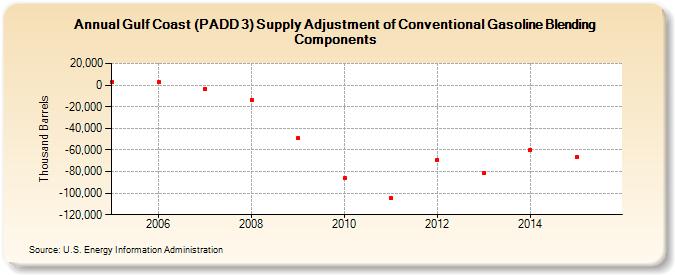 Annual Gulf Coast (PADD 3) Supply Adjustment of Conventional Gasoline Blending
Components
Thousand Barrels
20,000
0
-20,000
-40,000
-60,000
-80,000
-100,000
-120,000
2006 2008 2010 2012 2014
Source: U.S. Energy Information Administration